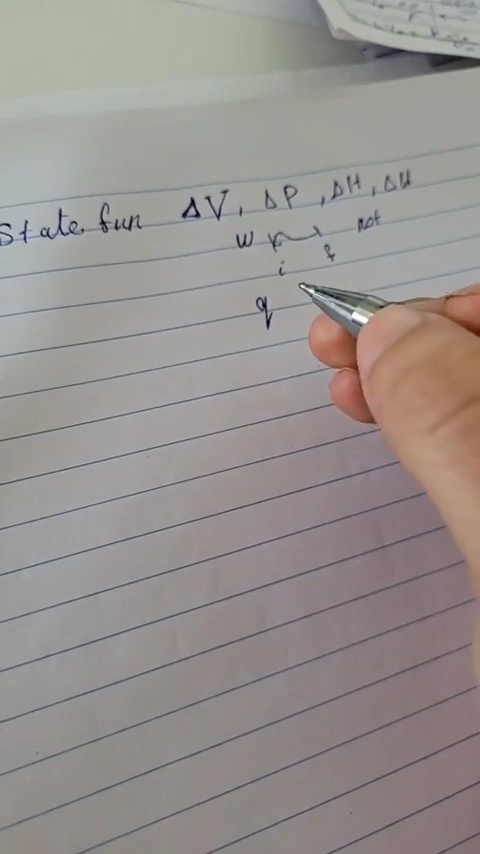 State fun ΔV, ΔP, ΔH, ΔU
W not
i f
q